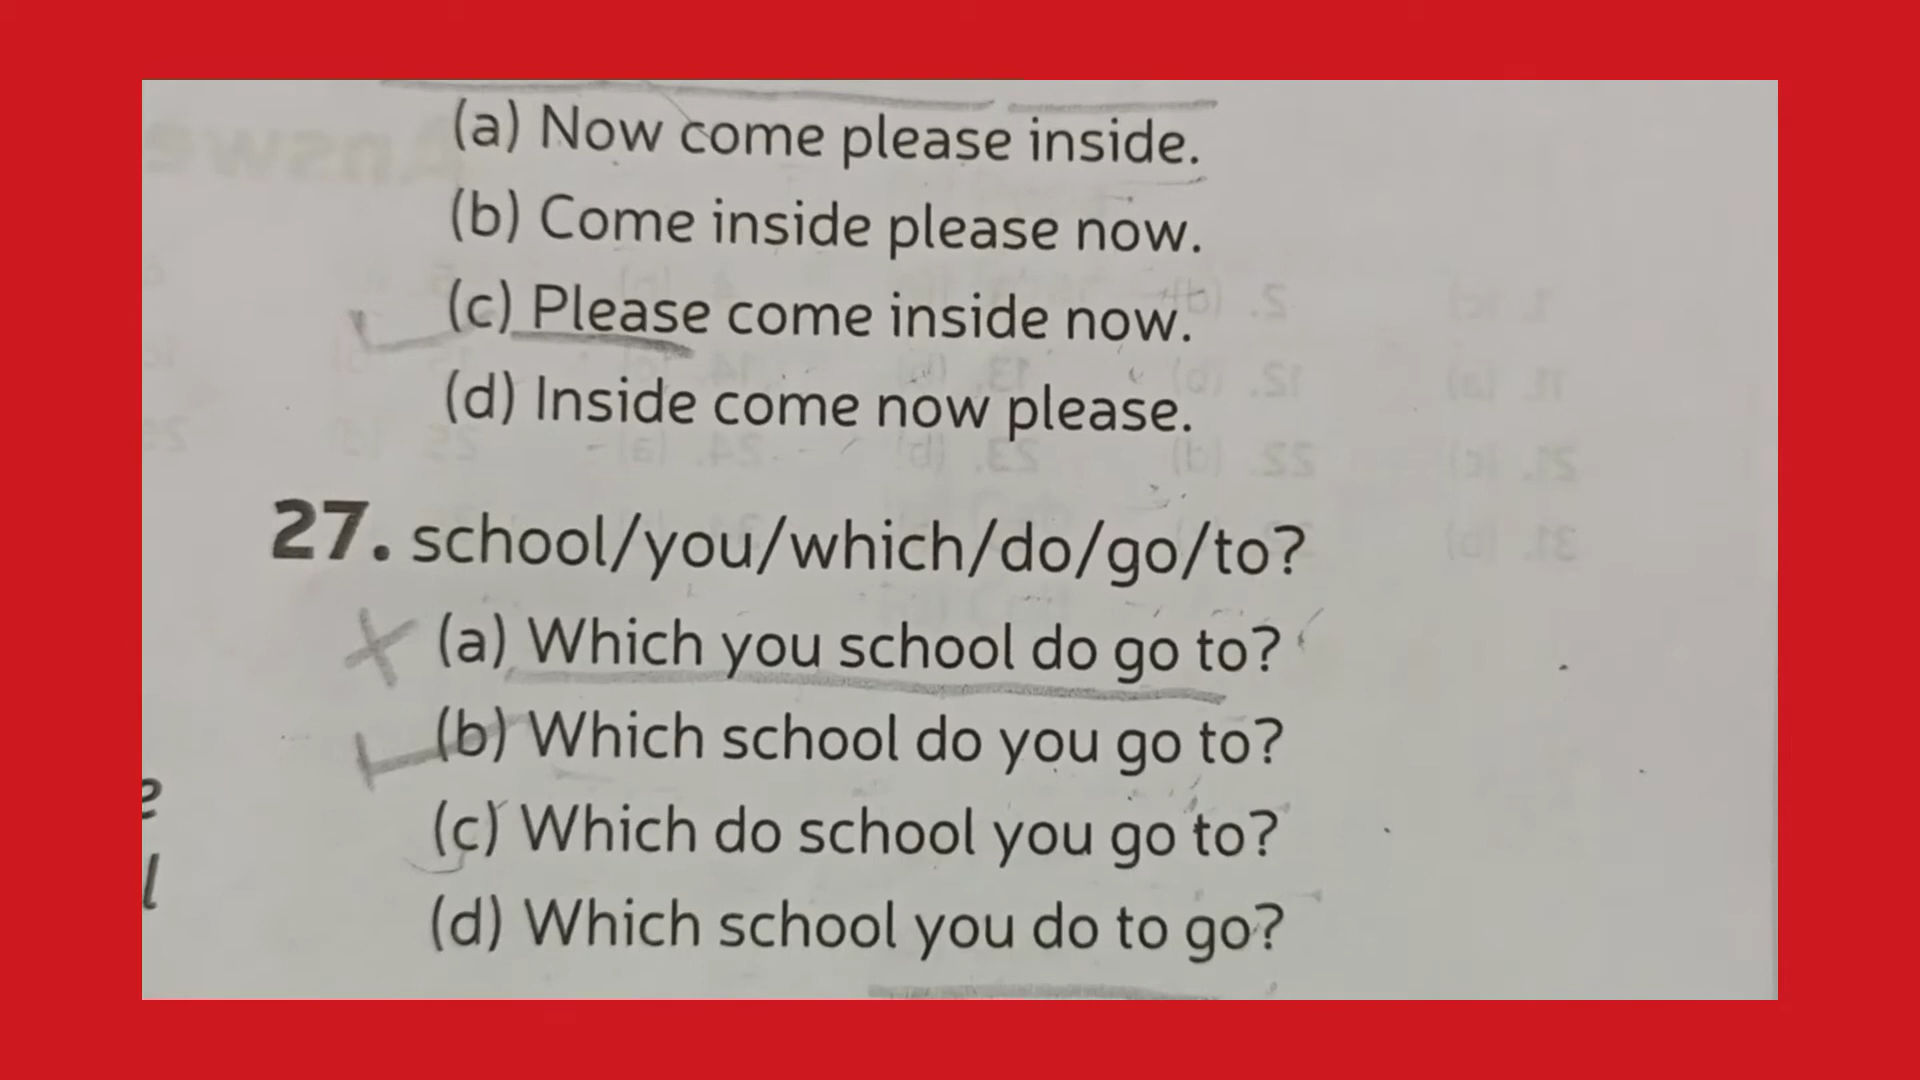 (a) Now come please inside.
(b) Come inside please now.
(c) Please come inside now.
(d) Inside come now please.
27. school/you/which/do/go/to?
(a) Which you school do go to?
(b) Which school do you go to?
(c) Which do school you go to?
(d) Which school you do to go?